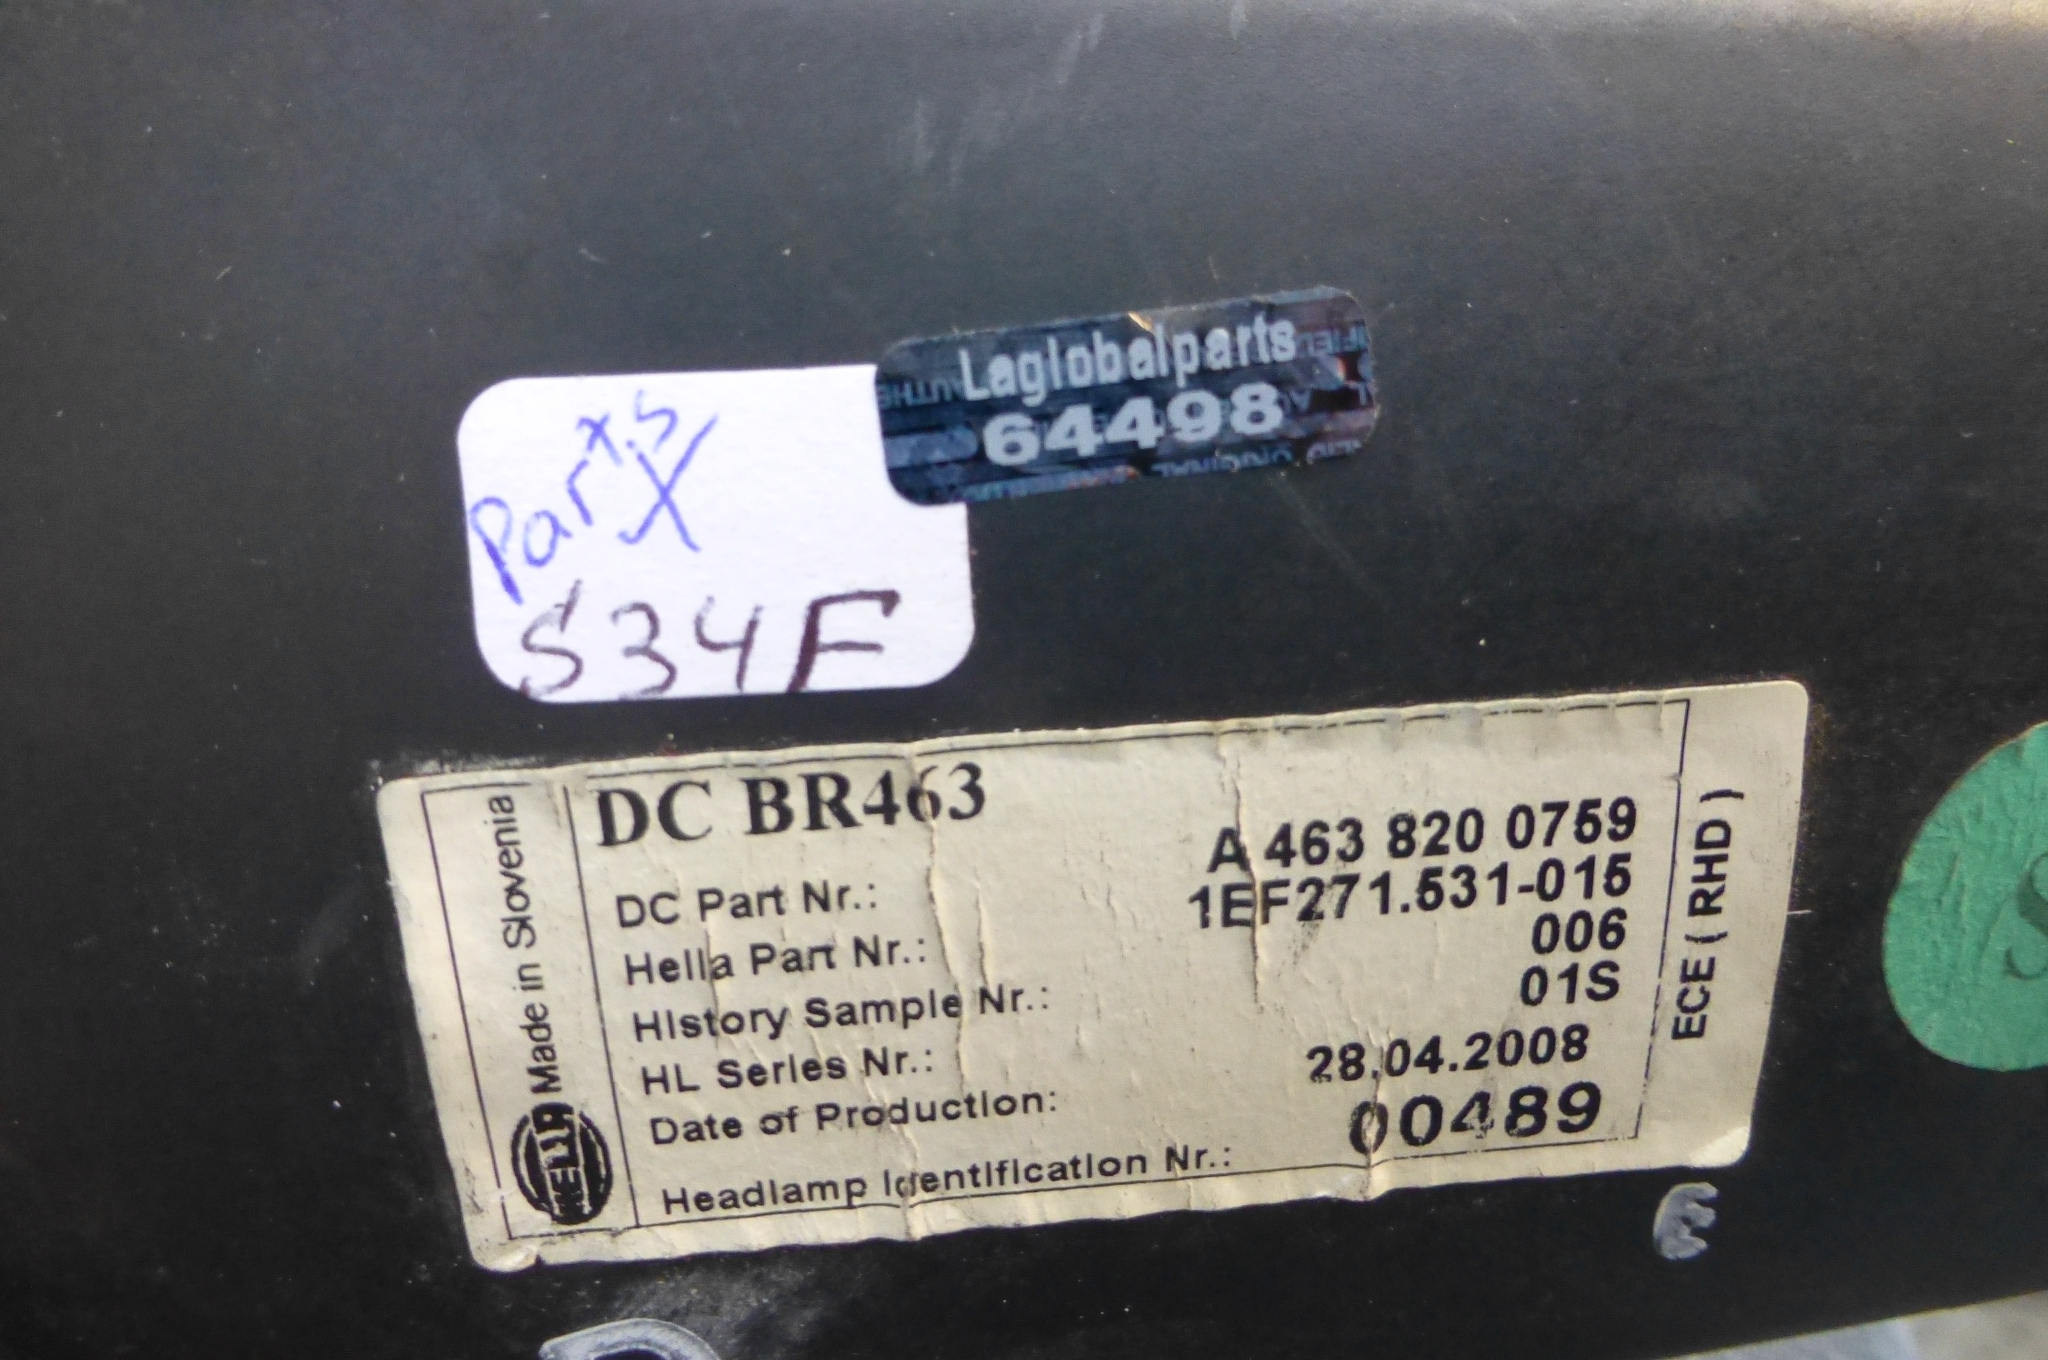 Laglobalparts
64498
Parts
X
S34F
DC BR463
DC Part Nr.: A 463 820 0759
Hella Part Nr.: 1EF271.531-015
History Sample Nr.: 006
HL Series Nr.: 01S
Date of Production: 28.04.2008
Headlamp Identification Nr.: 00489
Made in Slovenia
HELLA
ECE ( RHD )
E